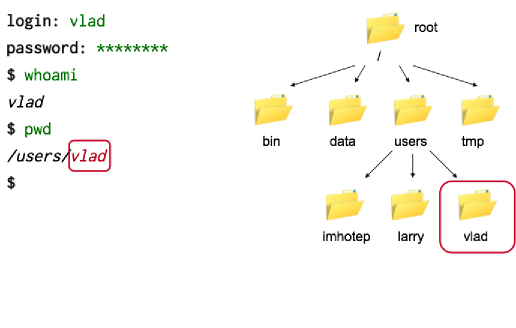 login: vlad
password: ********
$ whoami
vlad
$ pwd
/users/vlad
$
root
/
bin data users tmp
imhotep larry vlad